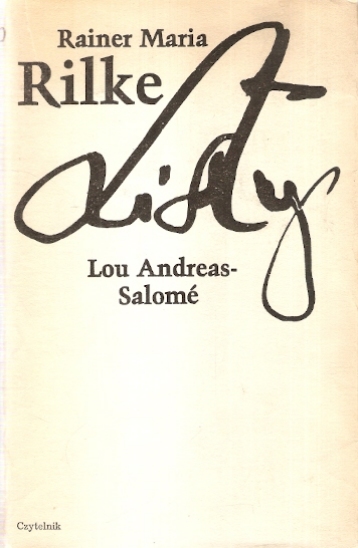 Rainer Maria
Rilke
Listy
Lou Andreas-
Salomé
Czytelnik